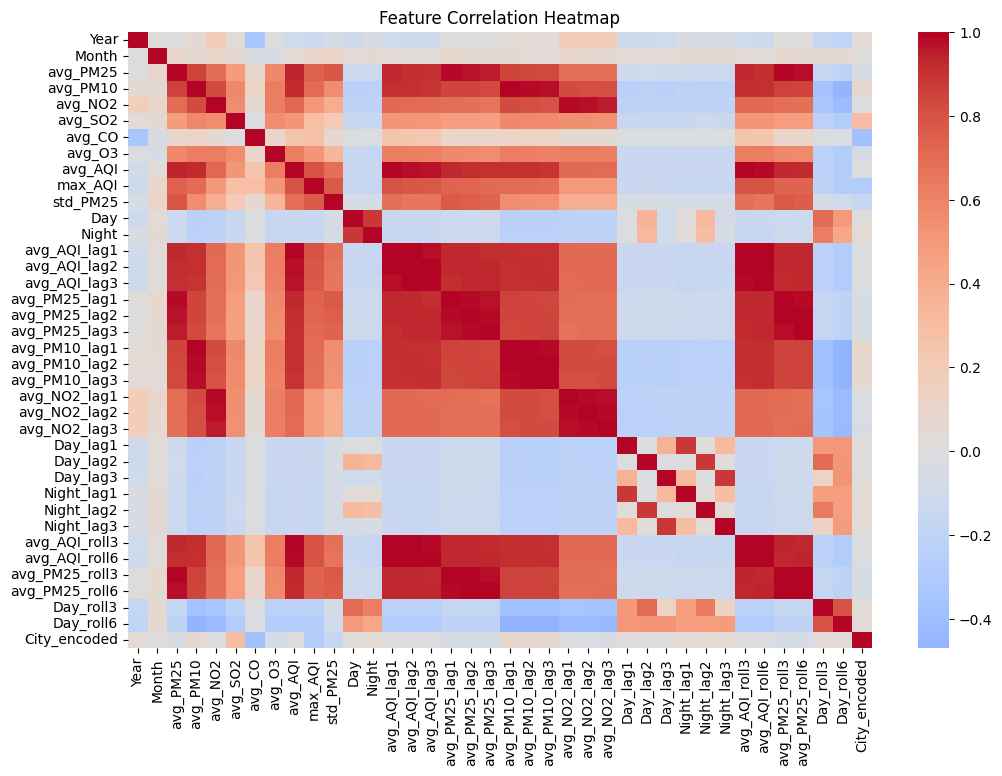 Feature Correlation Heatmap
Year
Month
avg_PM25
avg_PM10
avg_NO2
avg_SO2
avg_CO
avg_O3
avg_AQI
max_AQI
std_PM25
Day
Night
avg_AQI_lag1
avg_AQI_lag2
avg_AQI_lag3
avg_PM25_lag1
avg_PM25_lag2
avg_PM25_lag3
avg_PM10_lag1
avg_PM10_lag2
avg_PM10_lag3
avg_NO2_lag1
avg_NO2_lag2
avg_NO2_lag3
Day_lag1
Day_lag2
Day_lag3
Night_lag1
Night_lag2
Night_lag3
avg_AQI_roll3
avg_AQI_roll6
avg_PM25_roll3
avg_PM25_roll6
Day_roll3
Day_roll6
City_encoded
Year
Month
avg_PM25
avg_PM10
avg_NO2
avg_SO2
avg_CO
avg_O3
avg_AQI
max_AQI
std_PM25
Day
Night
avg_AQI_lag1
avg_AQI_lag2
avg_AQI_lag3
avg_PM25_lag1
avg_PM25_lag2
avg_PM25_lag3
avg_PM10_lag1
avg_PM10_lag2
avg_PM10_lag3
avg_NO2_lag1
avg_NO2_lag2
avg_NO2_lag3
Day_lag1
Day_lag2
Day_lag3
Night_lag1
Night_lag2
Night_lag3
avg_AQI_roll3
avg_AQI_roll6
avg_PM25_roll3
avg_PM25_roll6
Day_roll3
Day_roll6
City_encoded
1.0
0.8
0.6
0.4
0.2
0.0
−0.2
−0.4